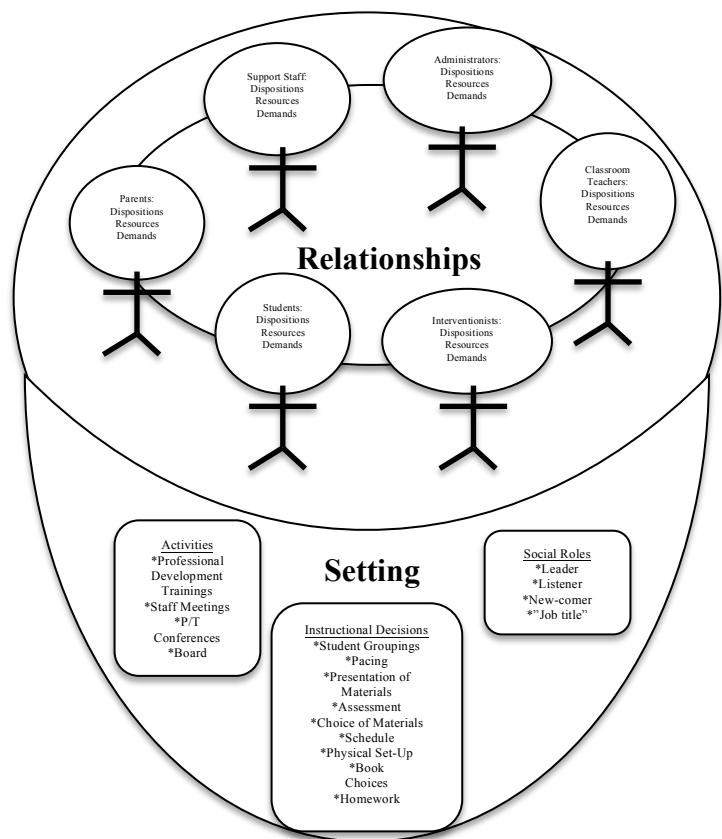 Support Staff:
Dispositions
Resources
Demands
Administrators:
Dispositions
Resources
Demands
Parents:
Dispositions
Resources
Demands
Classroom
Teachers:
Dispositions
Resources
Demands
Relationships
Students:
Dispositions
Resources
Demands
Interventionists:
Dispositions
Resources
Demands
Setting
Activities
*Professional
Development
Trainings
*Staff Meetings
*P/T
Conferences
*Board
Instructional Decisions
*Student Groupings
*Pacing
*Presentation of
Materials
*Assessment
*Choice of Materials
*Schedule
*Physical Set-Up
*Book
Choices
*Homework
Social Roles
*Leader
*Listener
*New-comer
*”Job title”